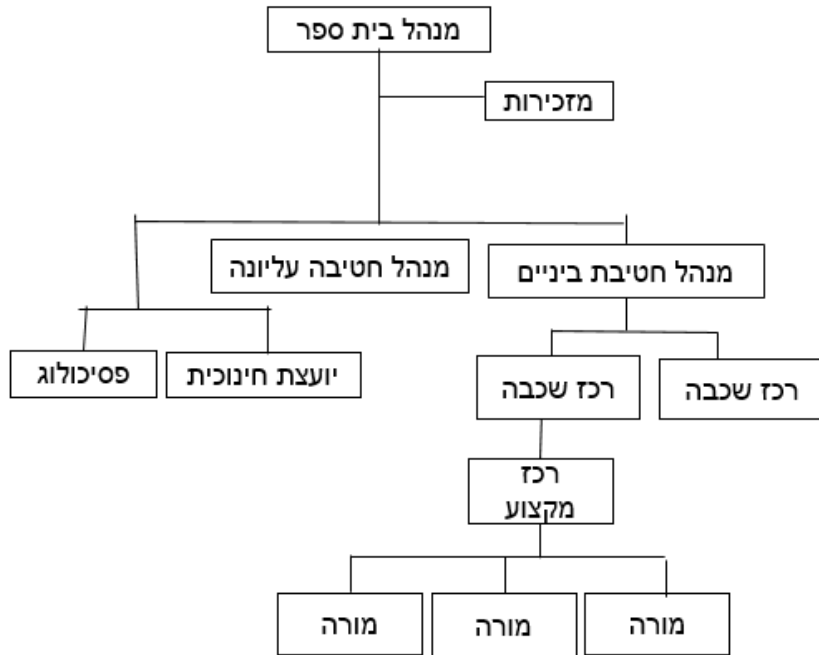 מנהל בית ספר
מזכירות
מנהל חטיבת ביניים
מנהל חטיבה עליונה
רכז שכבה
רכז שכבה
יועצת חינוכית
פסיכולוג
רכז
מקצוע
מורה
מורה
מורה